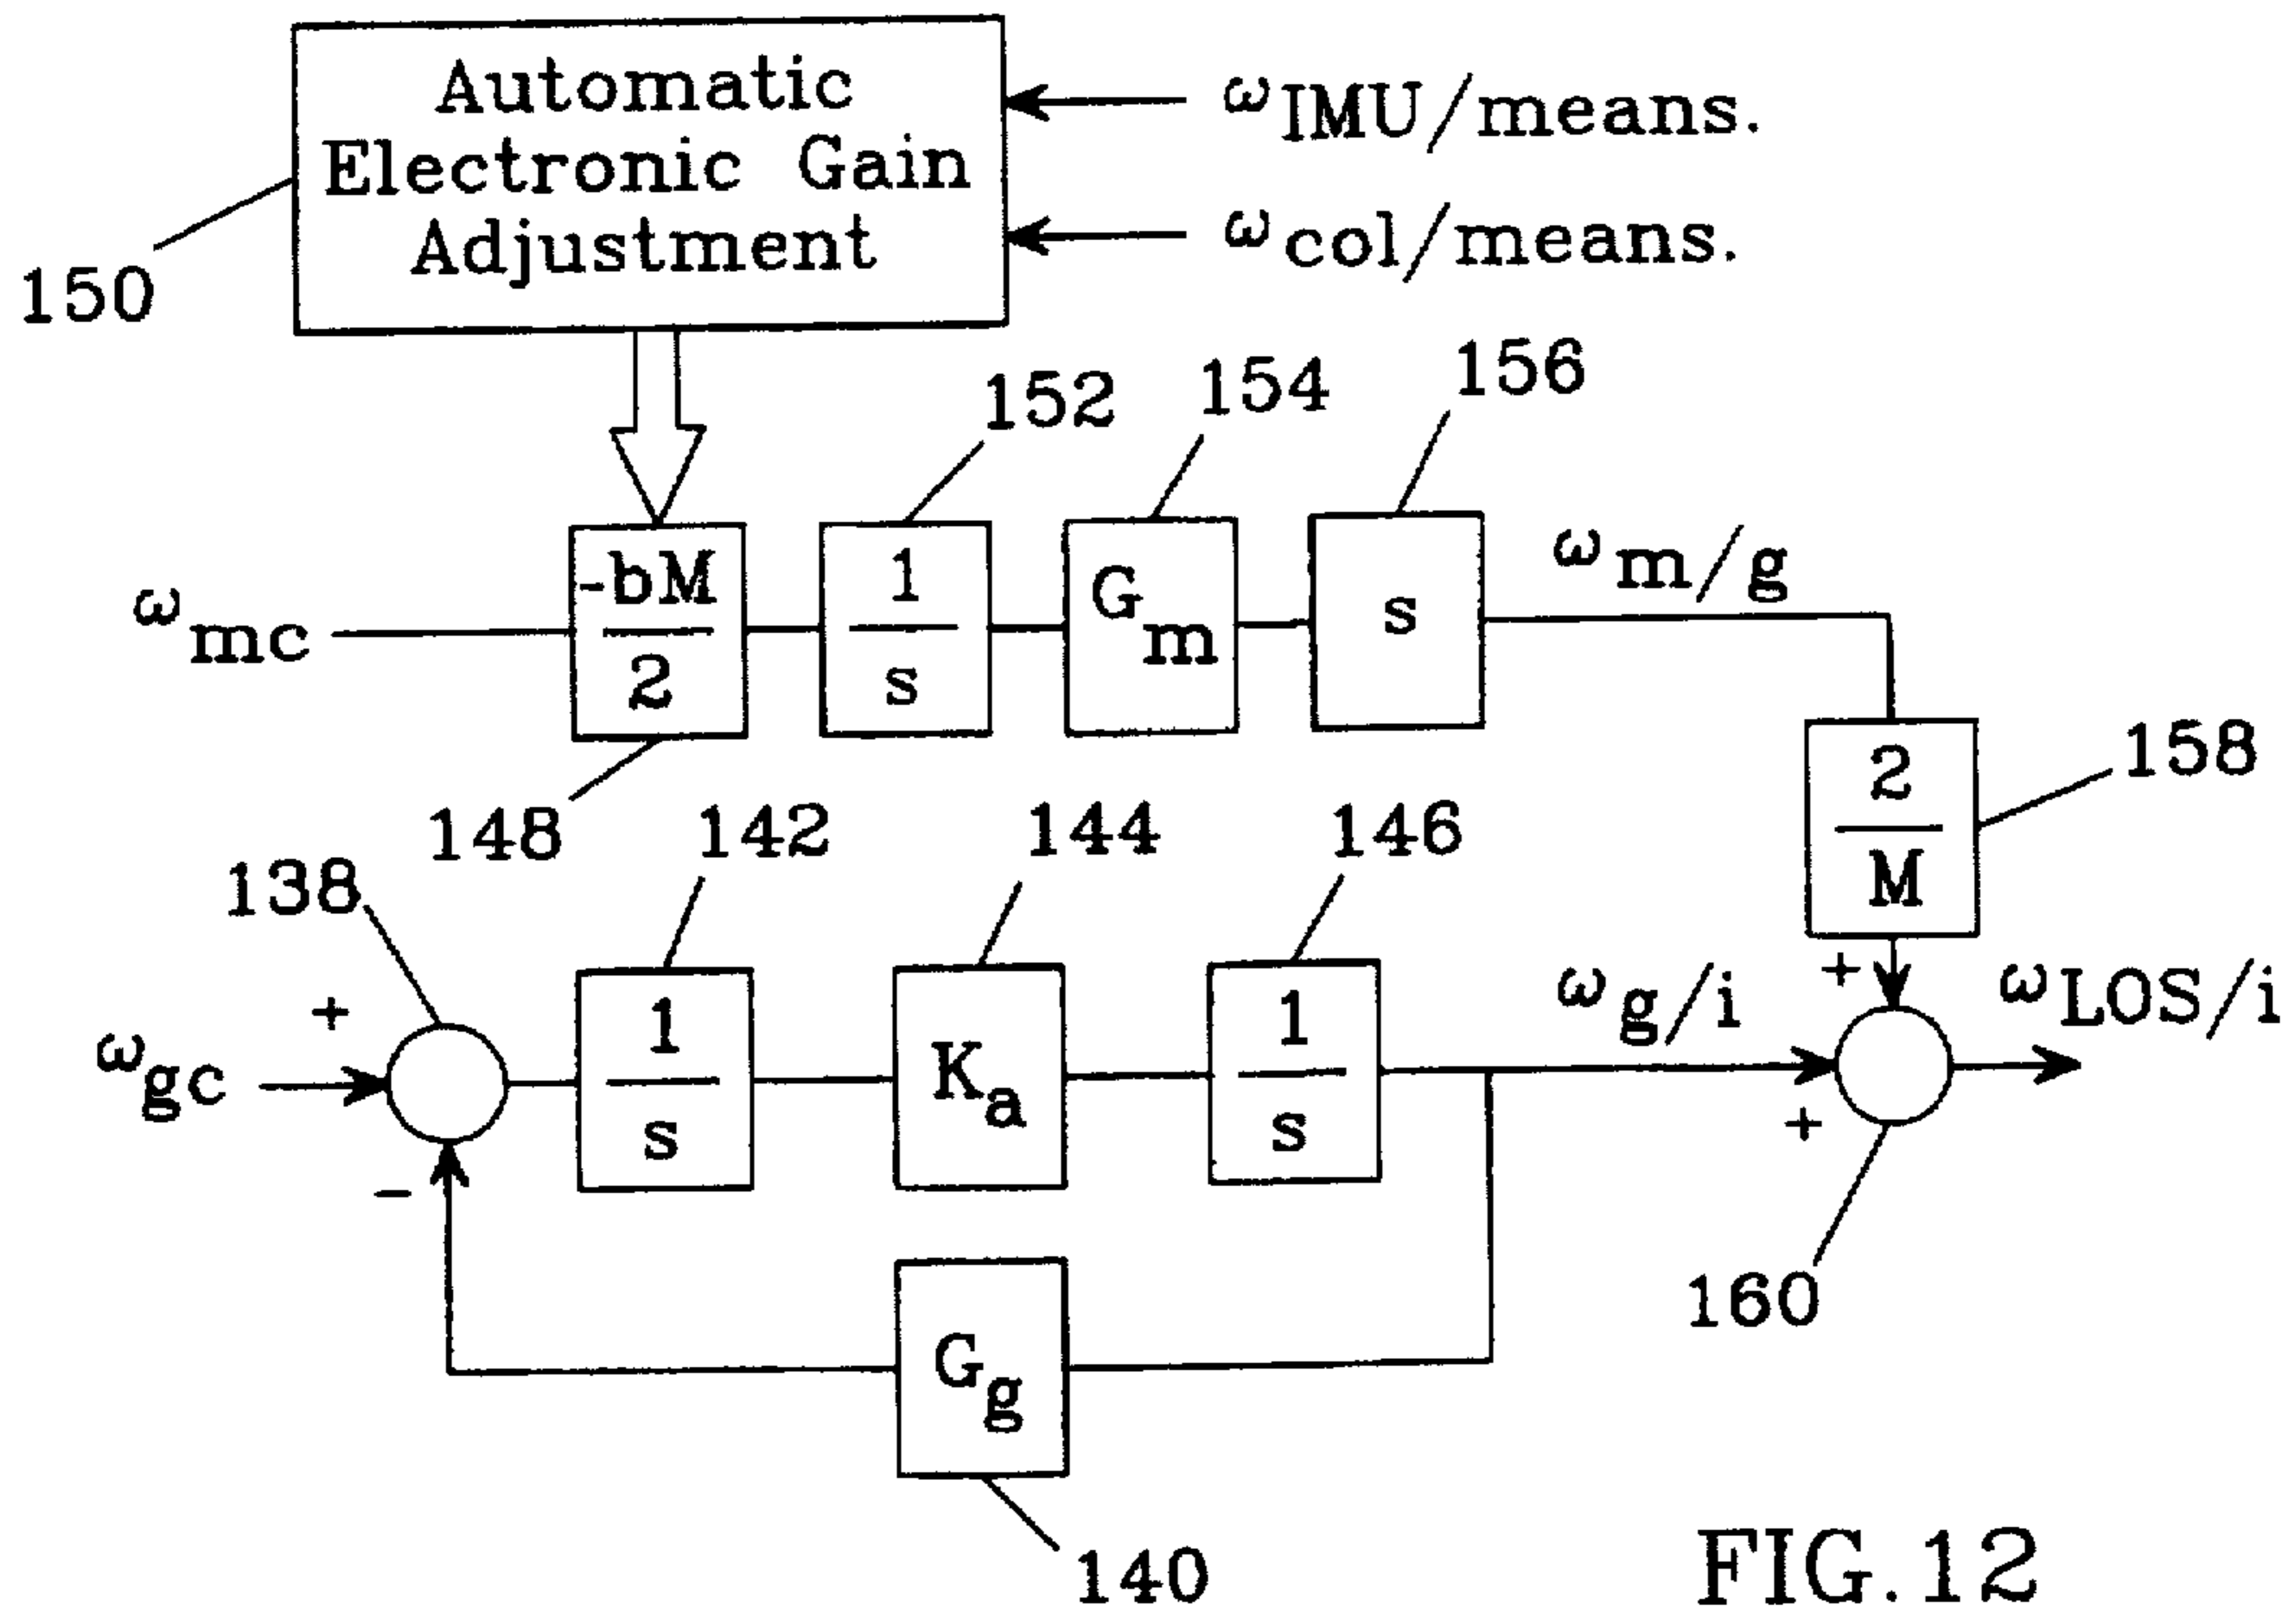 Automatic
Electronic Gain
Adjustment
ωIMU/means.
ωcol/means.
150
152
154
156
ωmc
-bM
2
1
s
Gm
s
ωm/g
2
M
158
148
142
144
146
138
+
ωgc
-
1
s
Ka
1
s
ωg/i
+
+
ωLOS/i
160
Gg
140
FIG.12